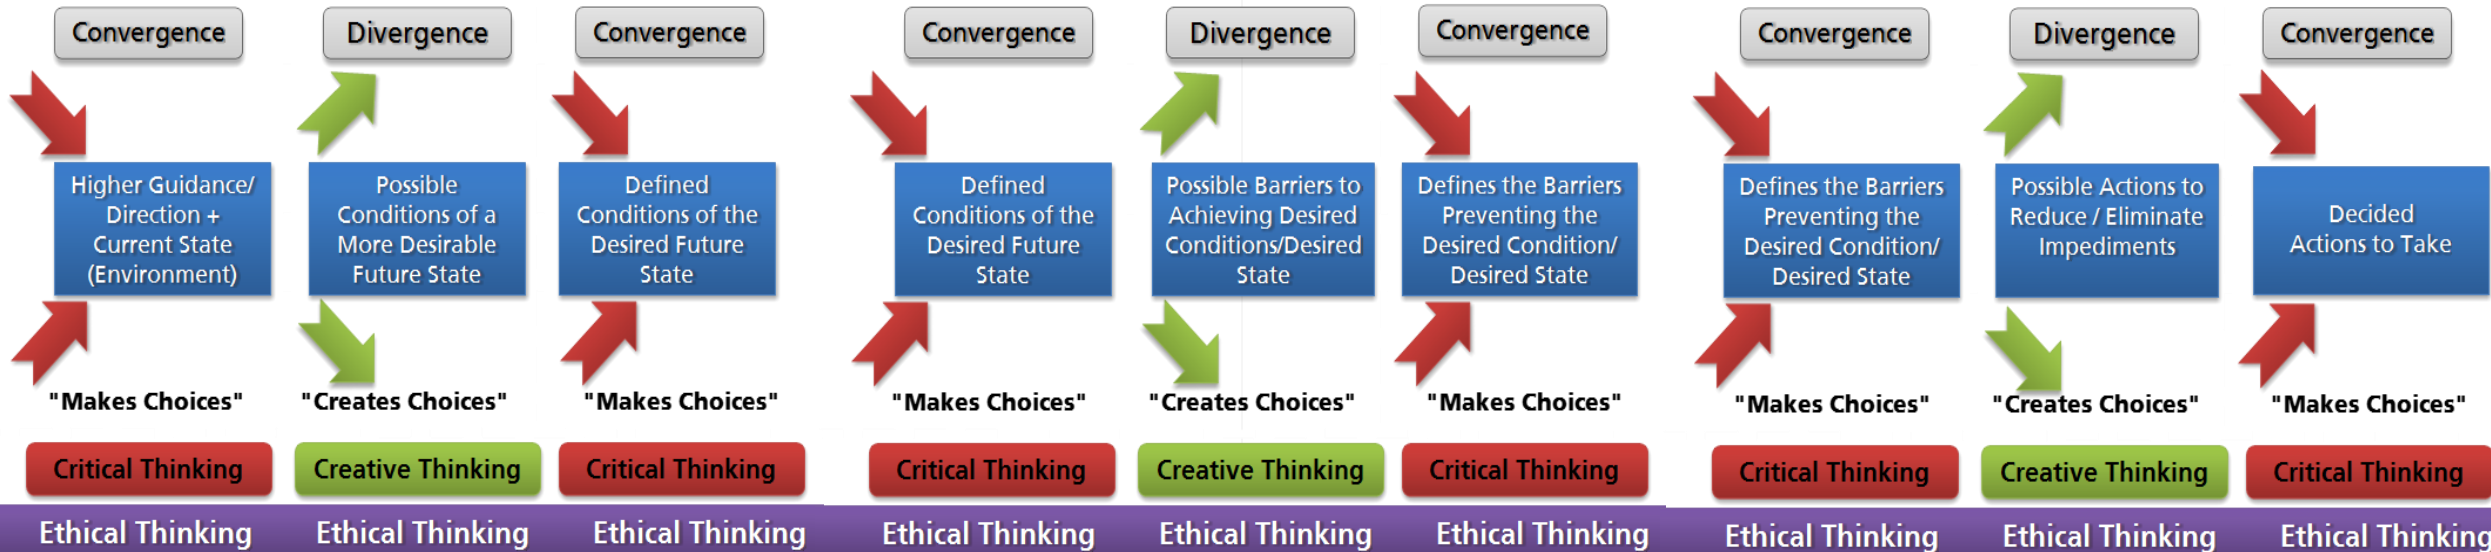 Convergence
Divergence
Convergence
Convergence
Divergence
Convergence
Convergence
Divergence
Convergence
Higher Guidance/
Direction +
Current State
(Environment)
Possible
Conditions of a
More Desirable
Future State
Defined
Conditions of the
Desired Future
State
Defined
Conditions of the
Desired Future
State
Possible Barriers to
Achieving Desired
Conditions/Desired
State
Defines the Barriers
Preventing the
Desired Condition/
Desired State
Defines the Barriers
Preventing the
Desired Condition/
Desired State
Possible Actions to
Reduce / Eliminate
Impediments
Decided
Actions to Take
"Makes Choices"
"Creates Choices"
"Makes Choices"
"Makes Choices"
"Creates Choices"
"Makes Choices"
"Makes Choices"
"Creates Choices"
"Makes Choices"
Critical Thinking
Creative Thinking
Critical Thinking
Critical Thinking
Creative Thinking
Critical Thinking
Critical Thinking
Creative Thinking
Critical Thinking
Ethical Thinking
Ethical Thinking
Ethical Thinking
Ethical Thinking
Ethical Thinking
Ethical Thinking
Ethical Thinking
Ethical Thinking
Ethical Thinking